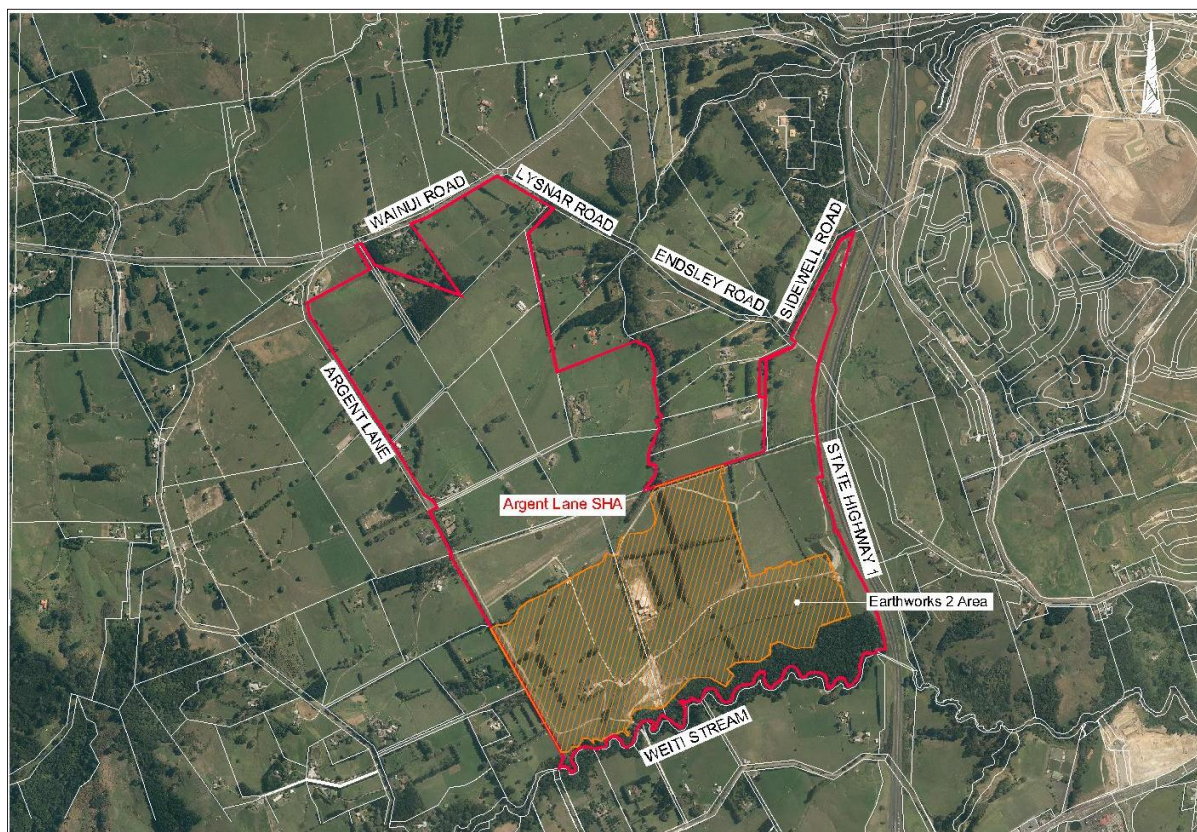 WAINUI ROAD
LYSNAR ROAD
ENDSLEY ROAD
SIDEWELL ROAD
ARGENT LANE
STATE HIGHWAY 1
Argent Lane SHA
Earthworks 2 Area
WEITI STREAM